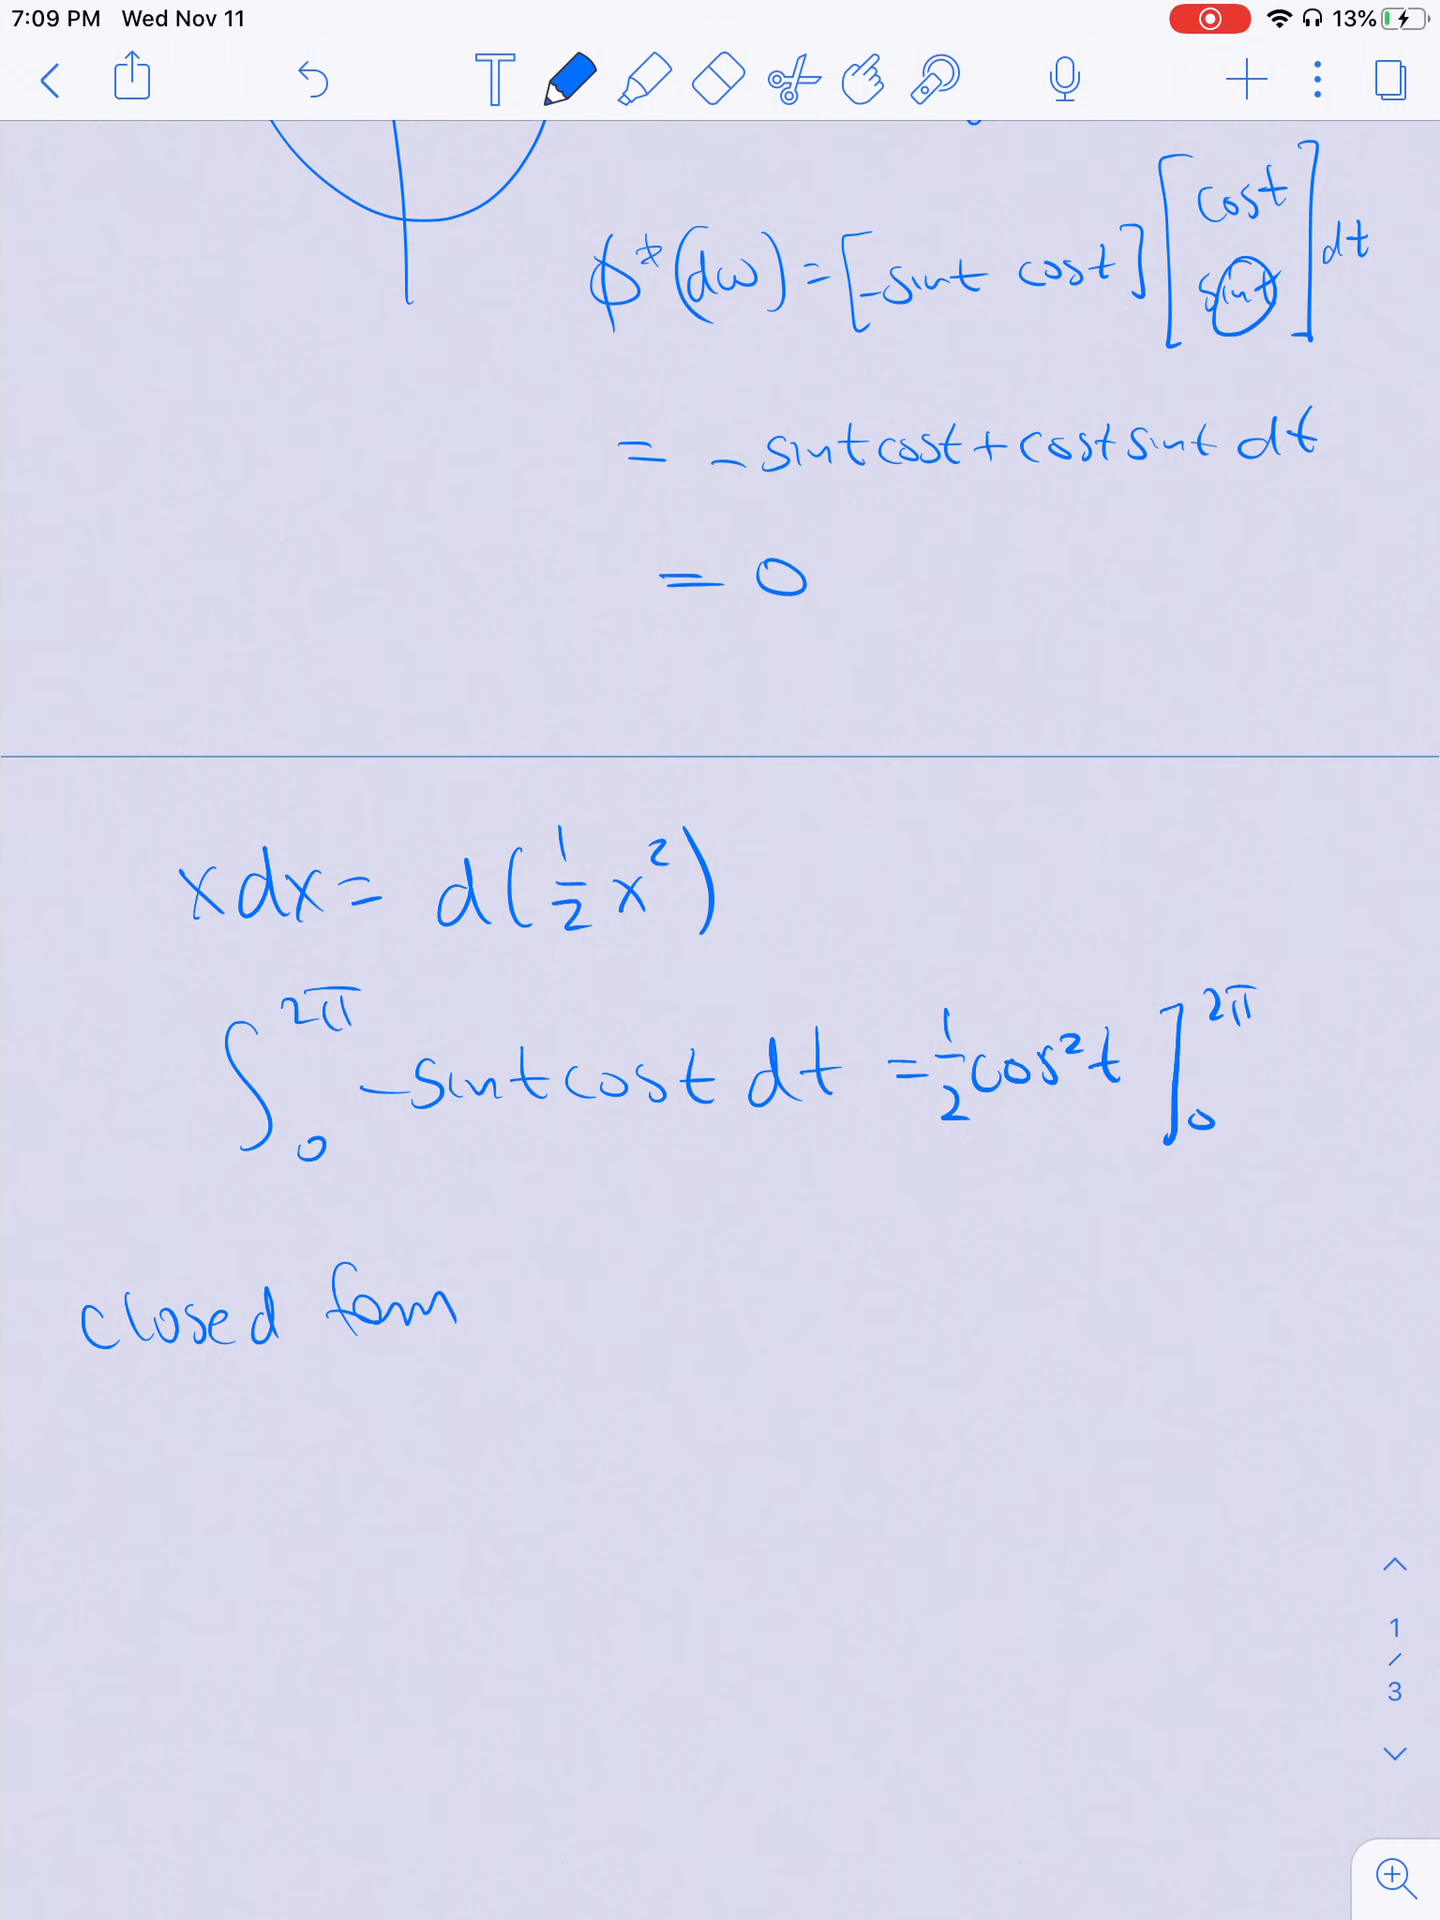 7:09 PM Wed Nov 11 13%
T
φ*(dω) = [-sint cost] [cost sint] dt
= -sint cost + cost sint dt
= 0
xdx = d(½x²)
∫₀^2π -sint cost dt = ½cos²t ]₀^2π
closed form
1
/
3